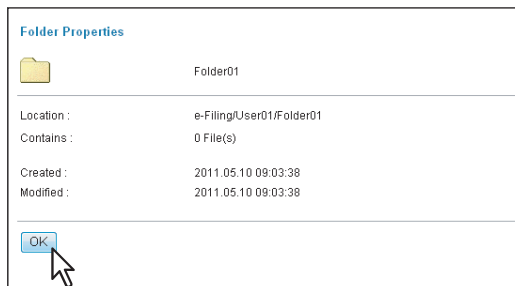 Folder Properties
Folder01
Location : e-Filing/User01/Folder01
Contains : 0 File(s)
Created : 2011.05.10 09:03:38
Modified : 2011.05.10 09:03:38
OK